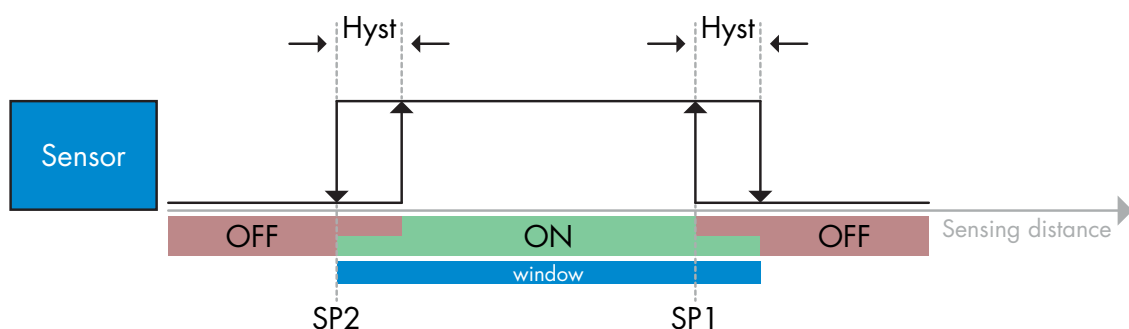 Hyst
Hyst
Sensor
OFF
ON
OFF
Sensing distance
window
SP2
SP1